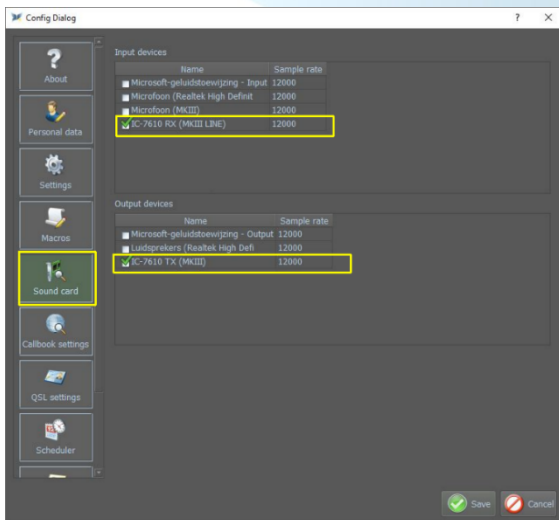 Config Dialog
?
X
About
Personal data
Settings
Macros
Sound card
Callbook settings
QSL settings
Scheduler
Input devices
Name Sample rate
Microsoft-geluidstoewijzing - Input 12000
Microfoon (Realtek High Definit 12000
Microfoon (MKIII) 12000
IC-7610 RX (MKIII LINE) 12000
Output devices
Name Sample rate
Microsoft-geluidstoewijzing - Output 12000
Luidsprekers (Realtek High Defi 12000
IC-7610 TX (MKIII) 12000
Save
Cancel